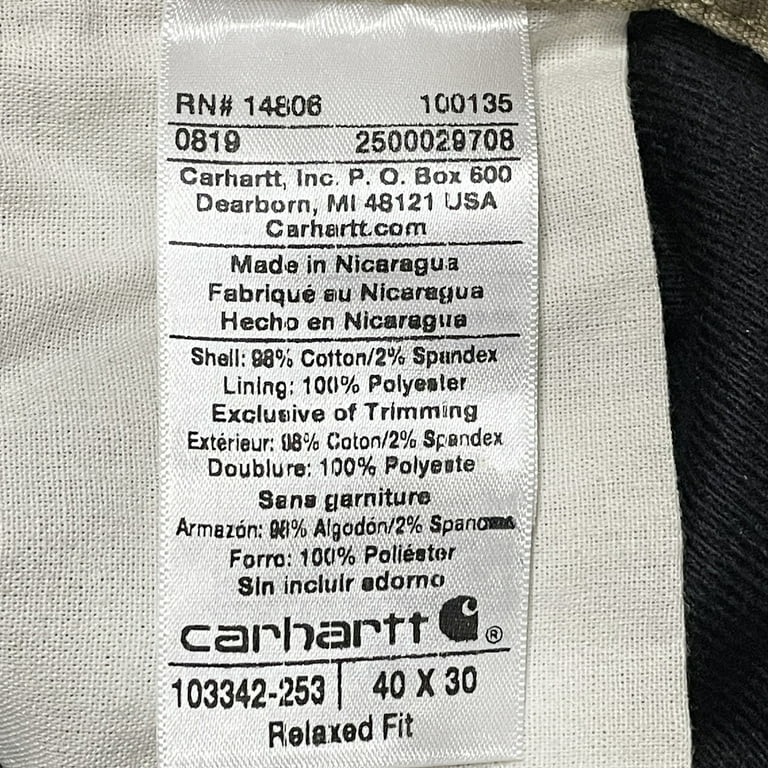 RN# 14806 100135
0819 2500029708
Carhartt, Inc. P. O. Box 600
Dearborn, MI 48121 USA
Carhartt.com
Made in Nicaragua
Fabriqué au Nicaragua
Hecho en Nicaragua
Shell: 98% Cotton/2% Spandex
Lining: 100% Polyester
Exclusive of Trimming
Extérieur: 98% Coton/2% Spandex
Doublure: 100% Polyeste
Sans garniture
Armazón: 98% Algodón/2%
Forro: 100% Poliéster
Sin incluir adorno
carhartt ®
103342-253 | 40 X 30
Relaxed Fit